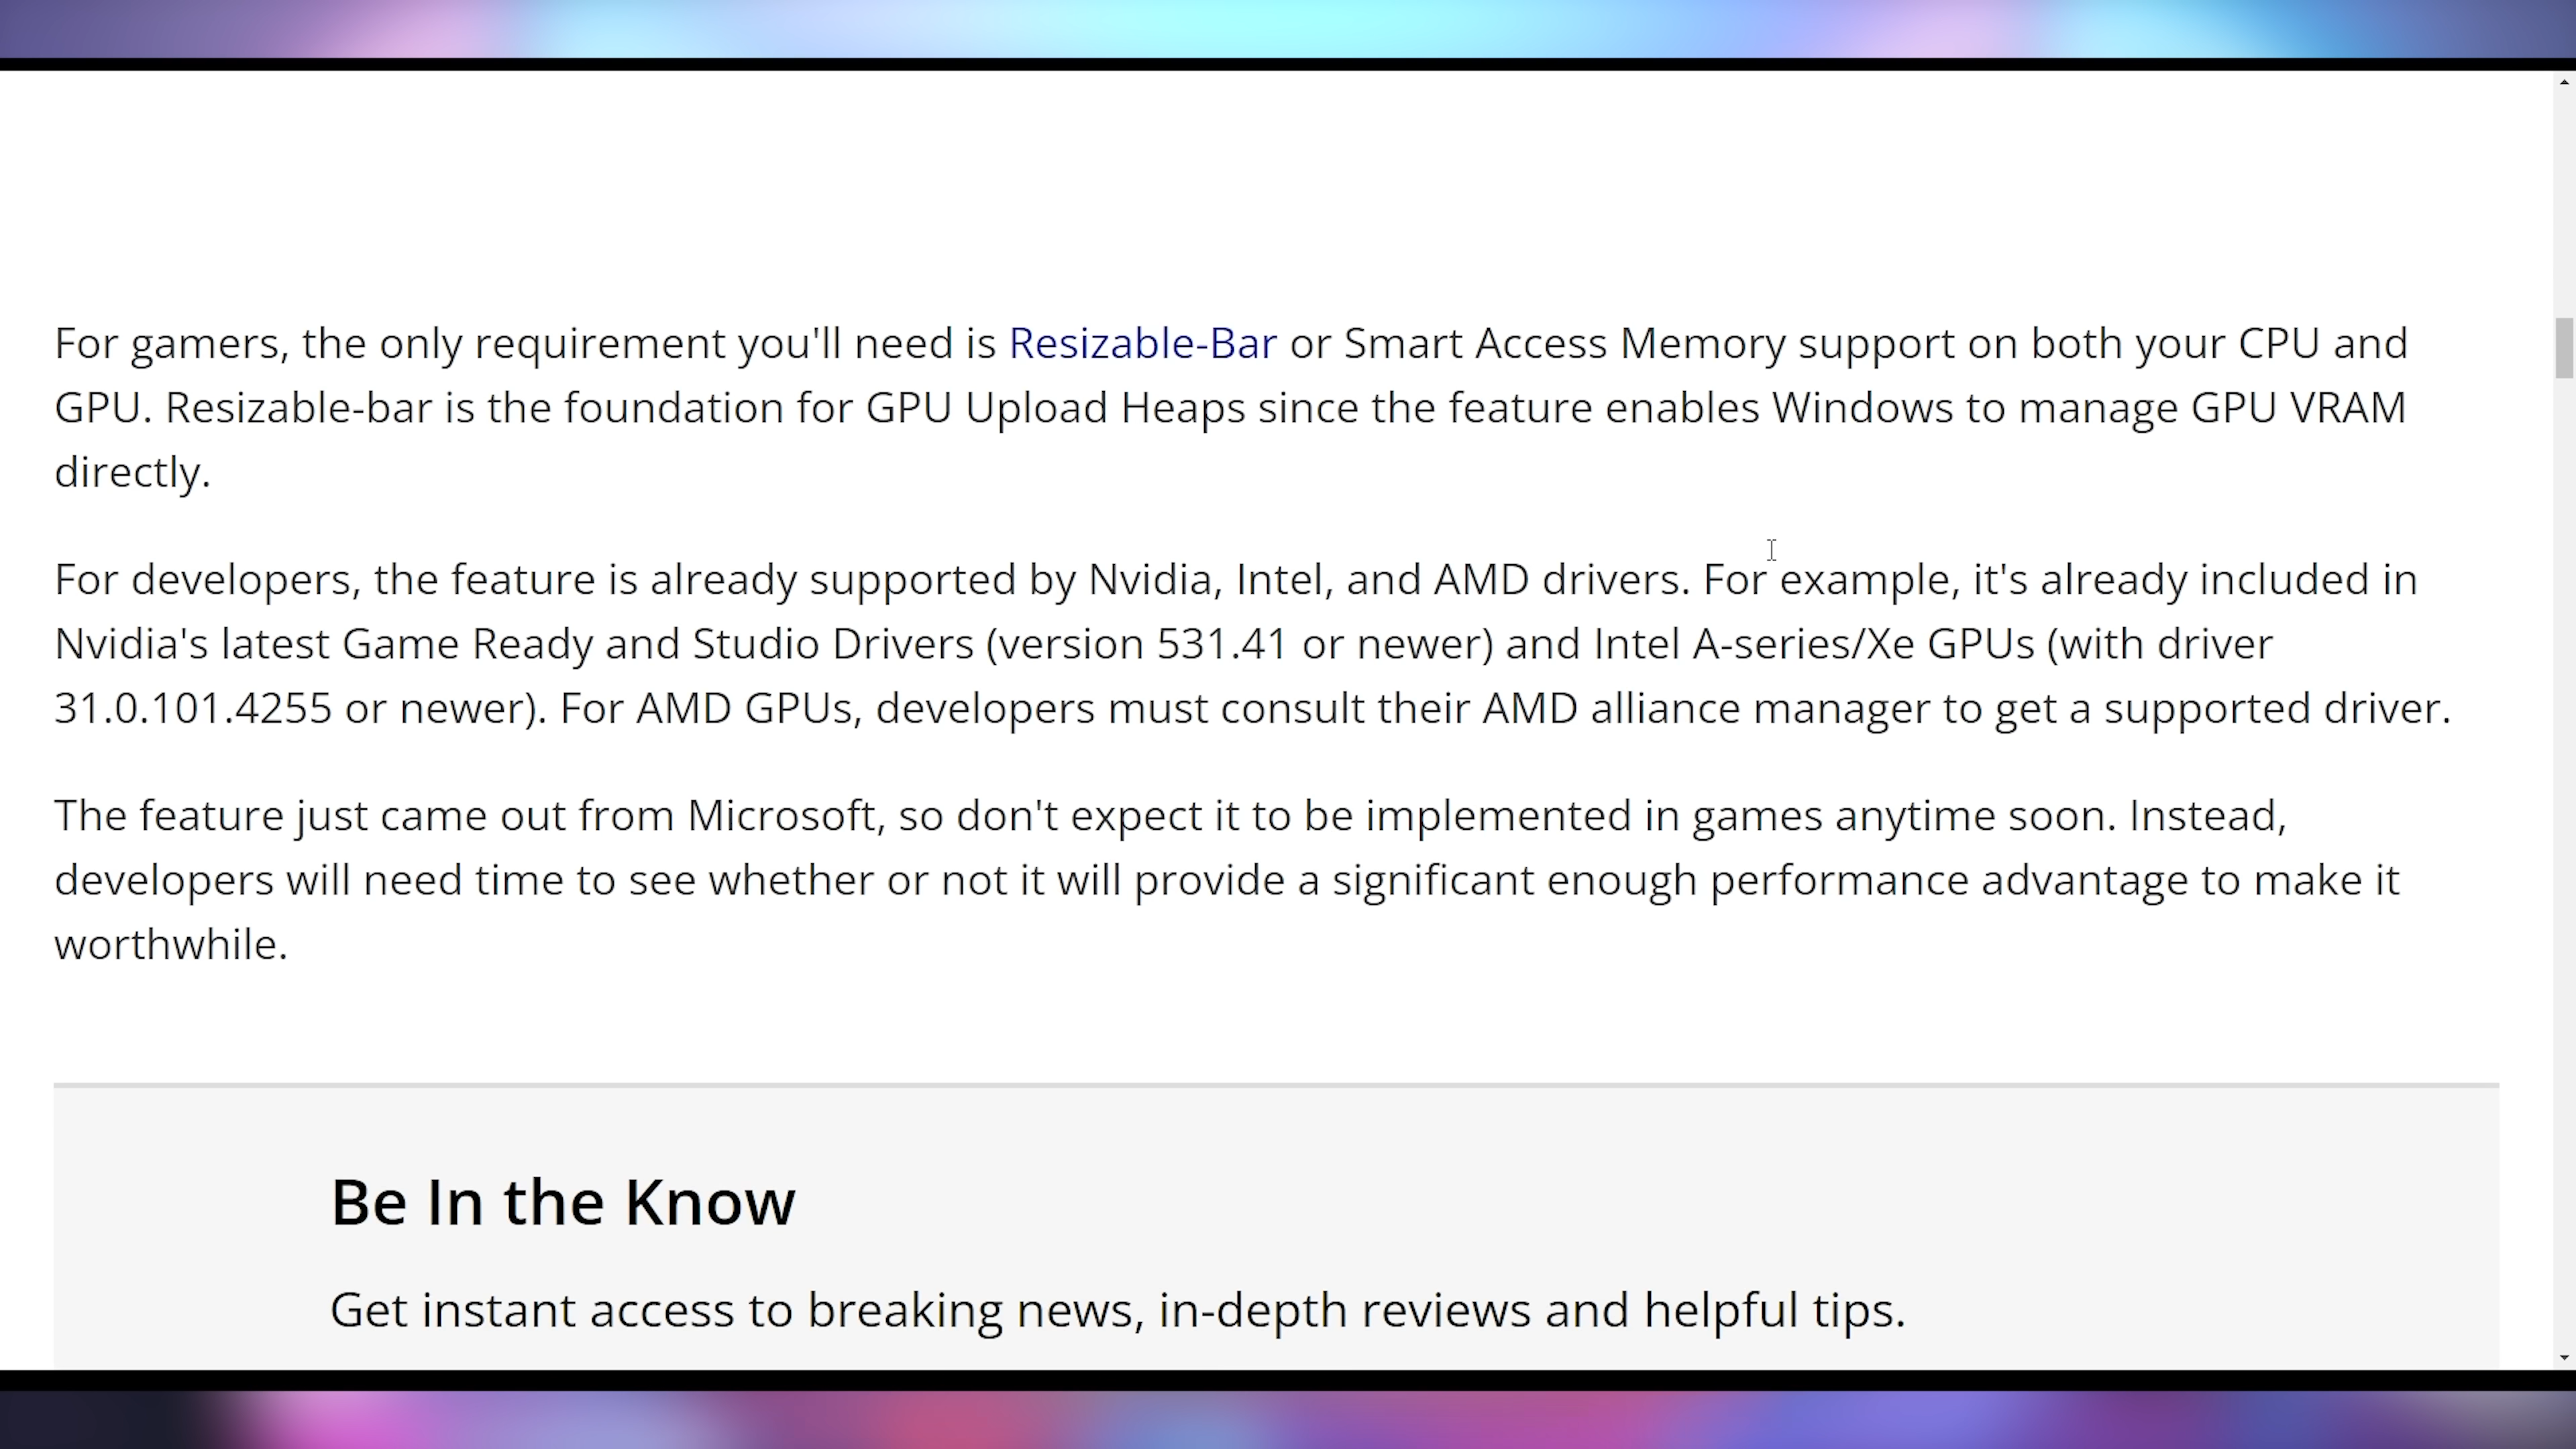 For gamers, the only requirement you'll need is Resizable-Bar or Smart Access Memory support on both your CPU and
GPU. Resizable-bar is the foundation for GPU Upload Heaps since the feature enables Windows to manage GPU VRAM
directly.
For developers, the feature is already supported by Nvidia, Intel, and AMD drivers. For example, it's already included in
Nvidia's latest Game Ready and Studio Drivers (version 531.41 or newer) and Intel A-series/Xe GPUs (with driver
31.0.101.4255 or newer). For AMD GPUs, developers must consult their AMD alliance manager to get a supported driver.
The feature just came out from Microsoft, so don't expect it to be implemented in games anytime soon. Instead,
developers will need time to see whether or not it will provide a significant enough performance advantage to make it
worthwhile.
Be In the Know
Get instant access to breaking news, in-depth reviews and helpful tips.